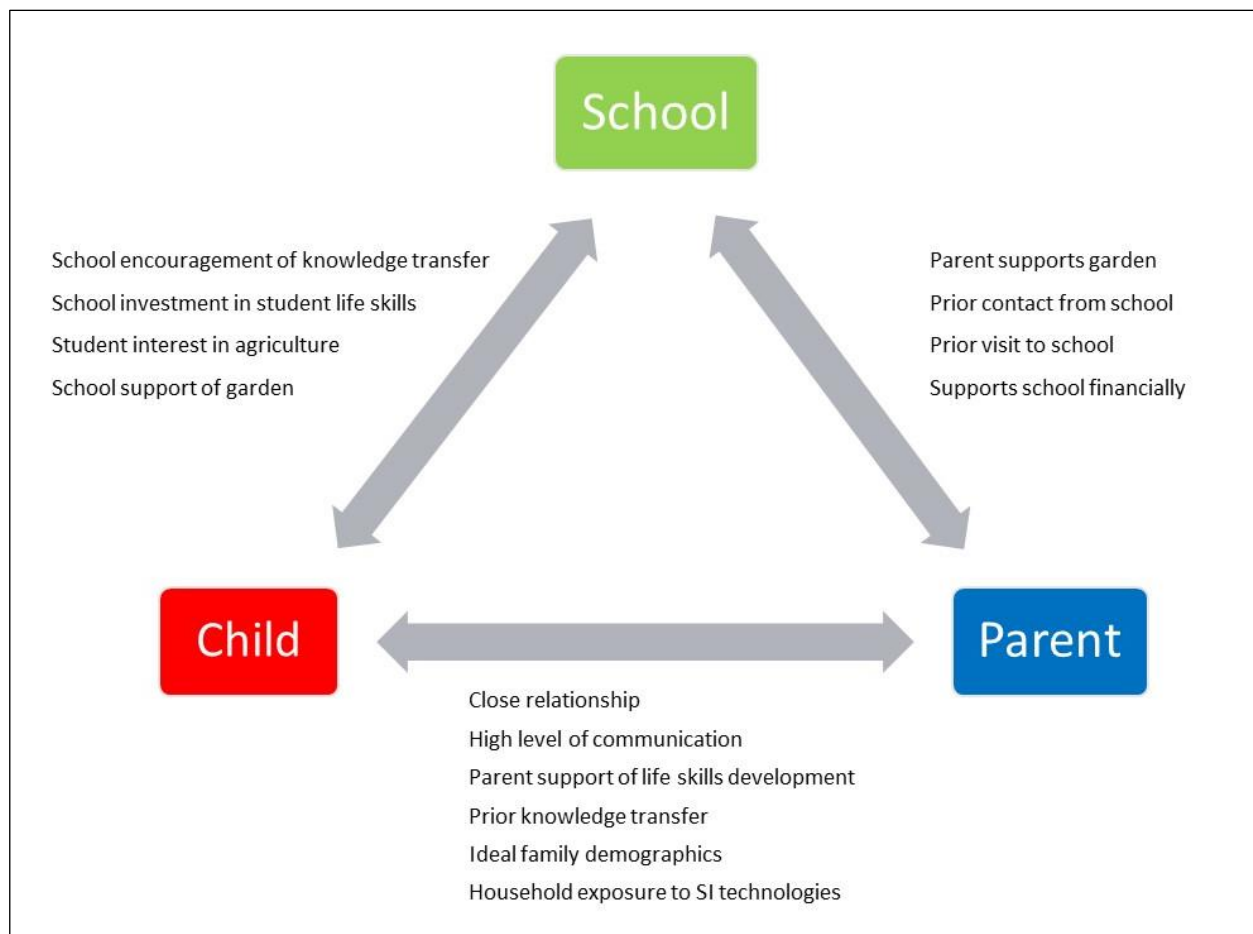 School
School encouragement of knowledge transfer
School investment in student life skills
Student interest in agriculture
School support of garden
Parent supports garden
Prior contact from school
Prior visit to school
Supports school financially
Child
Parent
Close relationship
High level of communication
Parent support of life skills development
Prior knowledge transfer
Ideal family demographics
Household exposure to SI technologies